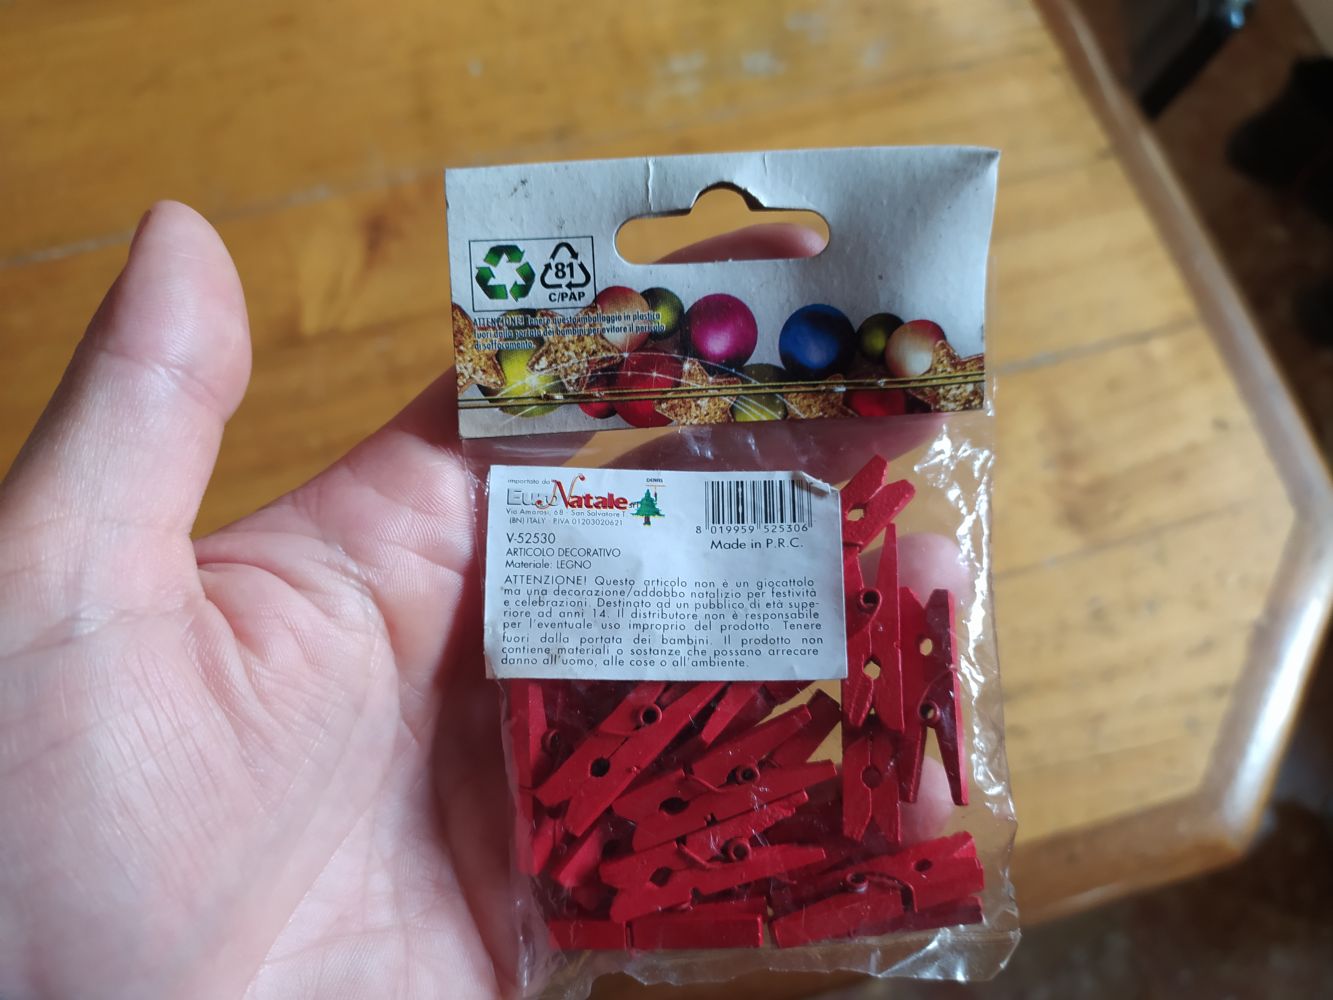 81
C/PAP
ATTENZIONE! Tenere questo imballaggio in plastica
fuori dalla portata dei bambini per evitare il pericolo
di soffocamento.
importato da
EuroNatale srl
DENIS
Via Amorosi, 68 - San Salvatore T.
(BN) ITALY - P.IVA 01203020621
8 019959 525306
Made in P.R.C.
V-52530
ARTICOLO DECORATIVO
Materiale: LEGNO
ATTENZIONE! Questo articolo non è un giocattolo
ma una decorazione/addobbo natalizio per festività
e celebrazioni. Destinato ad un pubblico di età supe-
riore ad anni 14. Il distributore non è responsabile
per l'eventuale uso improprio del prodotto Tenere
fuori dalla portata dei bambini. Il prodotto non
contiene materiali o sostanze che possano arrecare
danno all'uomo, alle cose o all'ambiente.